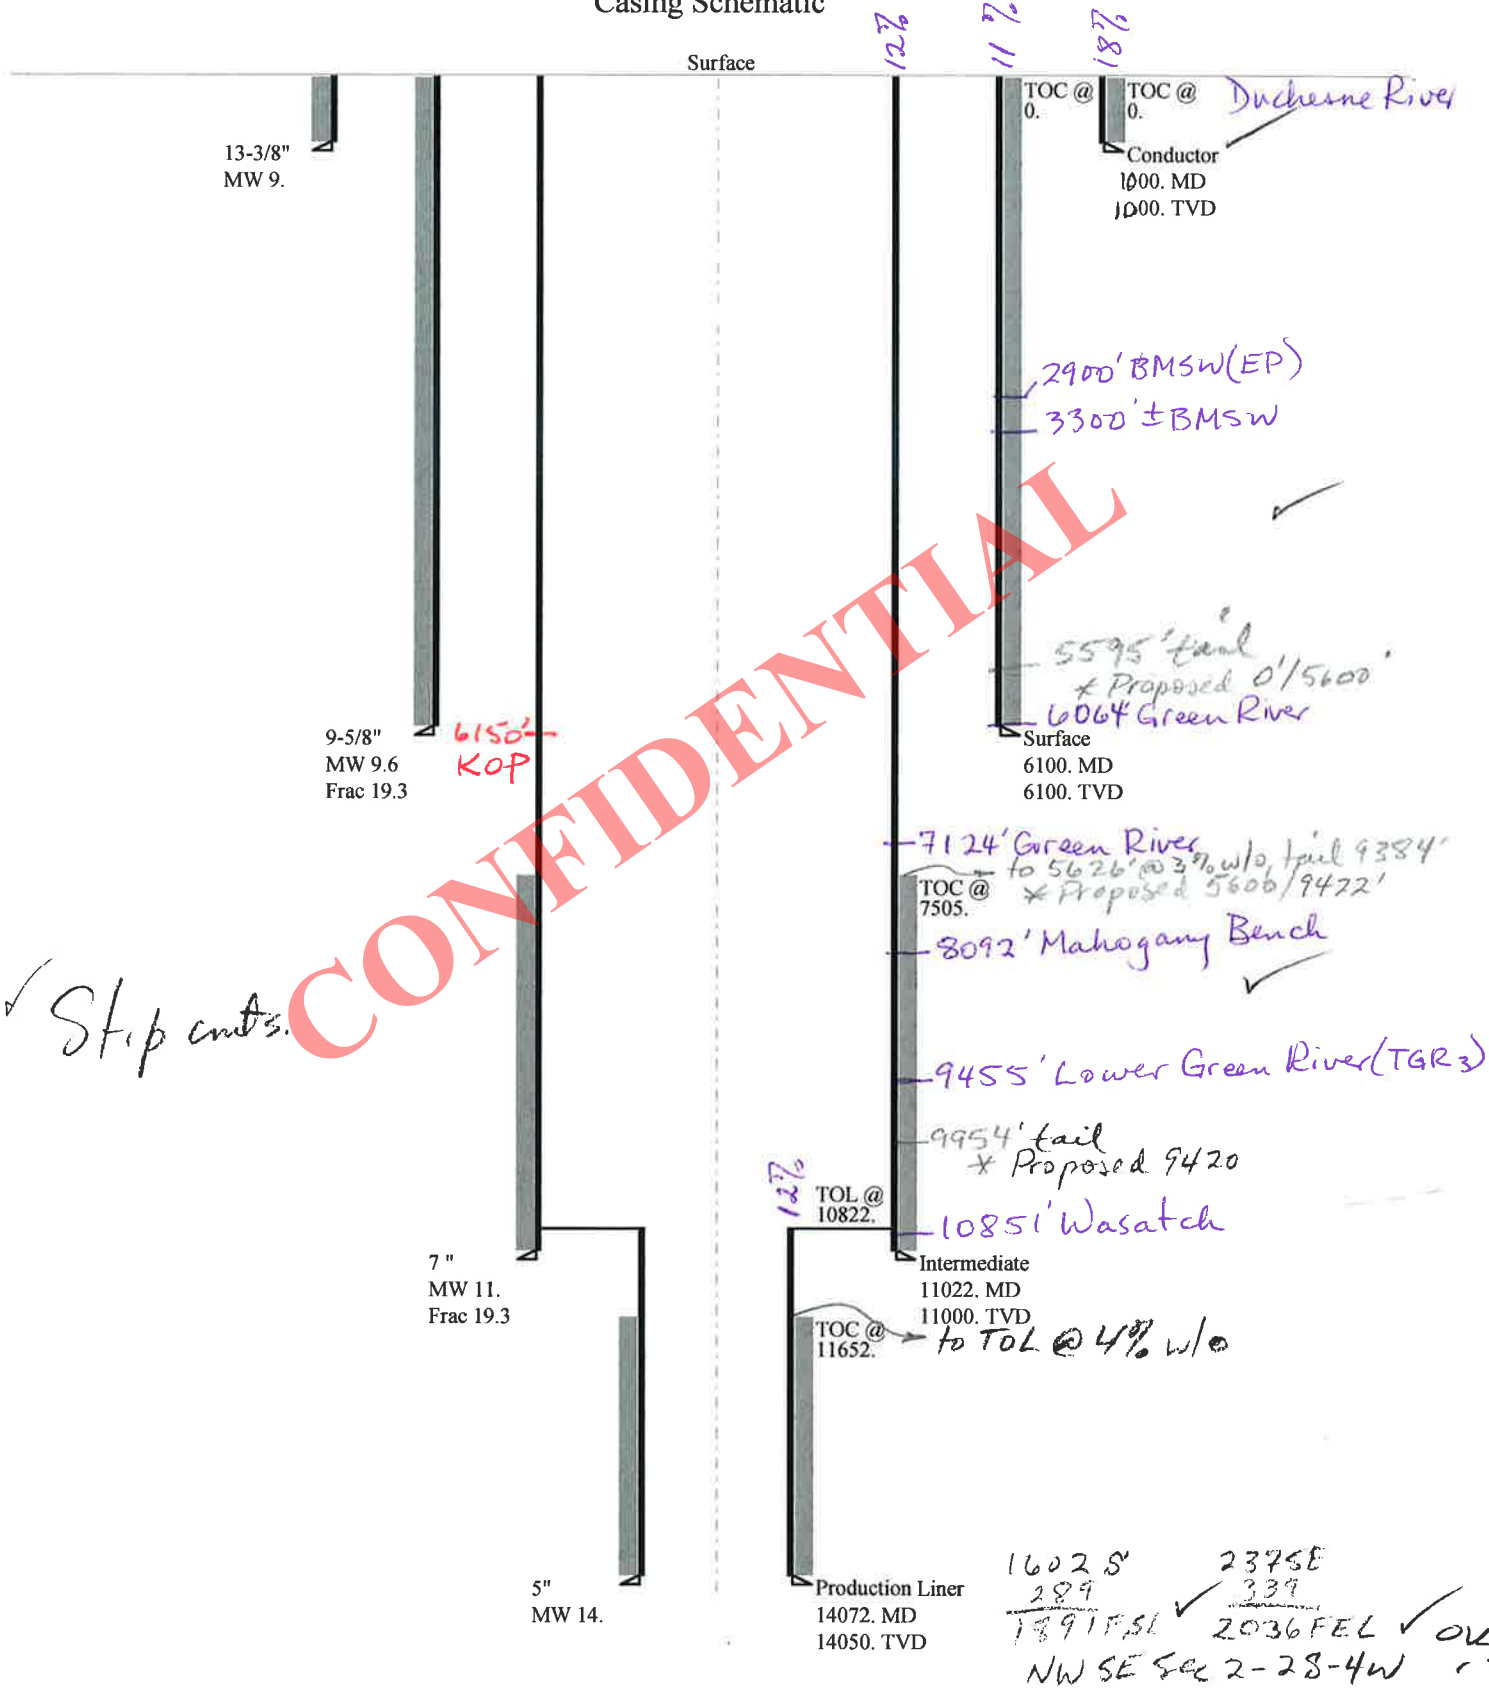 Casing Schematic
12%
11%
18%
Surface
TOC @
0.
TOC @
0.
Duchesne River
13-3/8"
MW 9.
Conductor
1000. MD
1000. TVD
2900' BMSW(EP)
3300' ± BMSW
5595' tail
* Proposed 0'/5600'
6064' Green River
9-5/8"
MW 9.6
Frac 19.3
6150'
KOP
Surface
6100. MD
6100. TVD
7124' Green River
to 5626' @ 3% w/o, tail 9384'
* Proposed 5600/9422'
TOC @
7505.
8092' Mahogany Bench
CONFIDENTIAL
Stip cmts.
9455' Lower Green River (TGR3)
9954' tail
* Proposed 9420
12%
TOL @
10822.
10851' Wasatch
7"
MW 11.
Frac 19.3
Intermediate
11022. MD
11000. TVD
TOC @
11652.
to TOL @ 4% w/o
5"
MW 14.
Production Liner
14072. MD
14050. TVD
1602 S 2375E
289 339
1891 FSL 2036 FEL OK
NW SE Sec 2-2S-4W